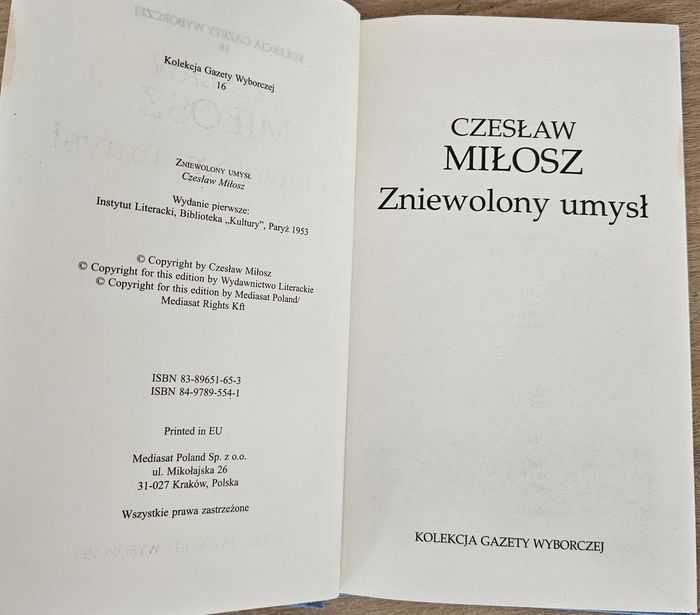 Kolekcja Gazety Wyborczej
16
ZNIEWOLONY UMYSŁ
Czesław Miłosz
Wydanie pierwsze:
Instytut Literacki, Biblioteka „Kultury”, Paryż 1953
© Copyright by Czesław Miłosz
© Copyright for this edition by Wydawnictwo Literackie
© Copyright for this edition by Mediasat Poland/
Mediasat Rights Kft
ISBN 83-89651-65-3
ISBN 84-9789-554-1
Printed in EU
Mediasat Poland Sp. z o.o.
ul. Mikołajska 26
31-027 Kraków, Polska
Wszystkie prawa zastrzeżone
CZESŁAW
MIŁOSZ
Zniewolony umysł
KOLEKCJA GAZETY WYBORCZEJ